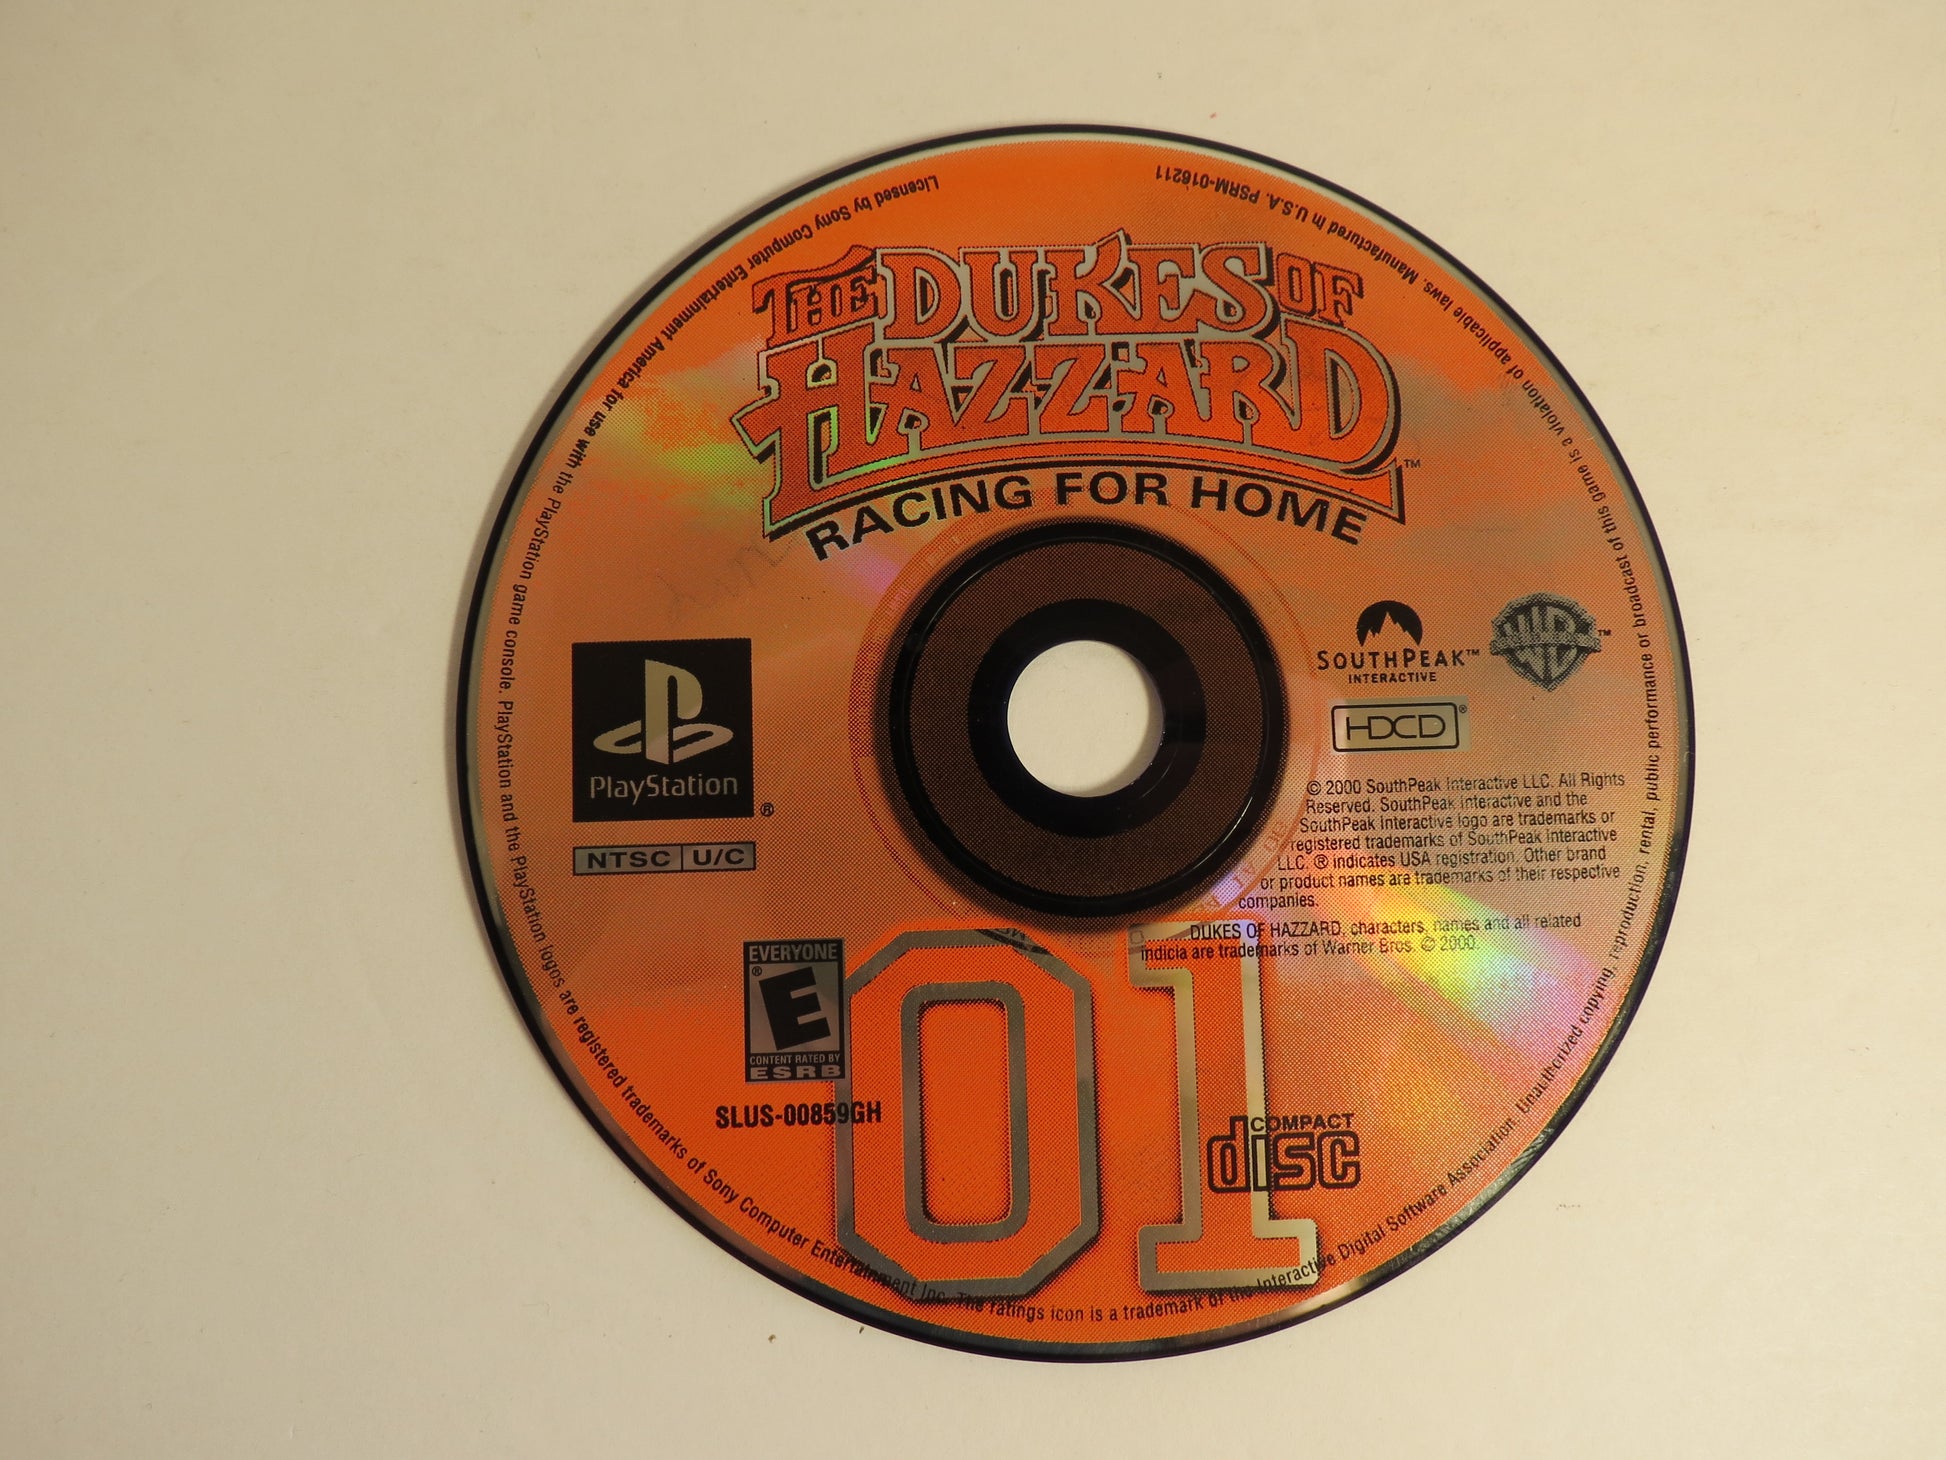 THE DUKES OF
HAZZARD™
RACING FOR HOME
PlayStation®
NTSC U/C
SOUTHPEAK™
INTERACTIVE
WB™
HDCD®
© 2000 SouthPeak Interactive LLC. All Rights
Reserved. SouthPeak Interactive and the
SouthPeak Interactive logo are trademarks or
registered trademarks of SouthPeak Interactive
LLC. ® indicates USA registration. Other brand
or product names are trademarks of their respective
companies.
DUKES OF HAZZARD, characters, names and all related
indicia are trademarks of Warner Bros. © 2000.
EVERYONE
®
E
CONTENT RATED BY
ESRB
SLUS-00859GH
01
COMPACT
disc
Licensed by Sony Computer Entertainment America for use with the PlayStation game console. PlayStation and the PlayStation logos are registered trademarks of Sony Computer Entertainment Inc. The ratings icon is a trademark of the Interactive Digital Software Association. Unauthorized copying, reproduction, rental, public performance or broadcast of this game is a violation of applicable laws. Manufactured in U.S.A. PSRM-016211